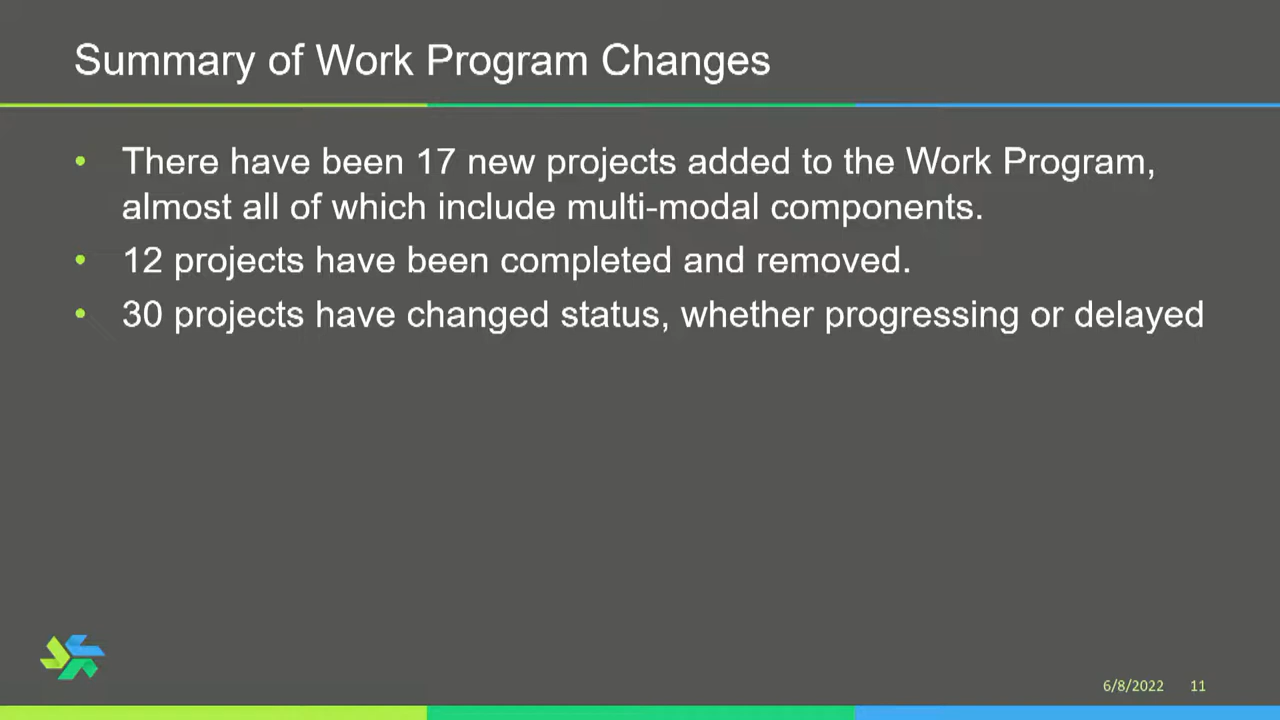 Summary of Work Program Changes
• There have been 17 new projects added to the Work Program,
almost all of which include multi-modal components.
• 12 projects have been completed and removed.
• 30 projects have changed status, whether progressing or delayed
6/8/2022 11